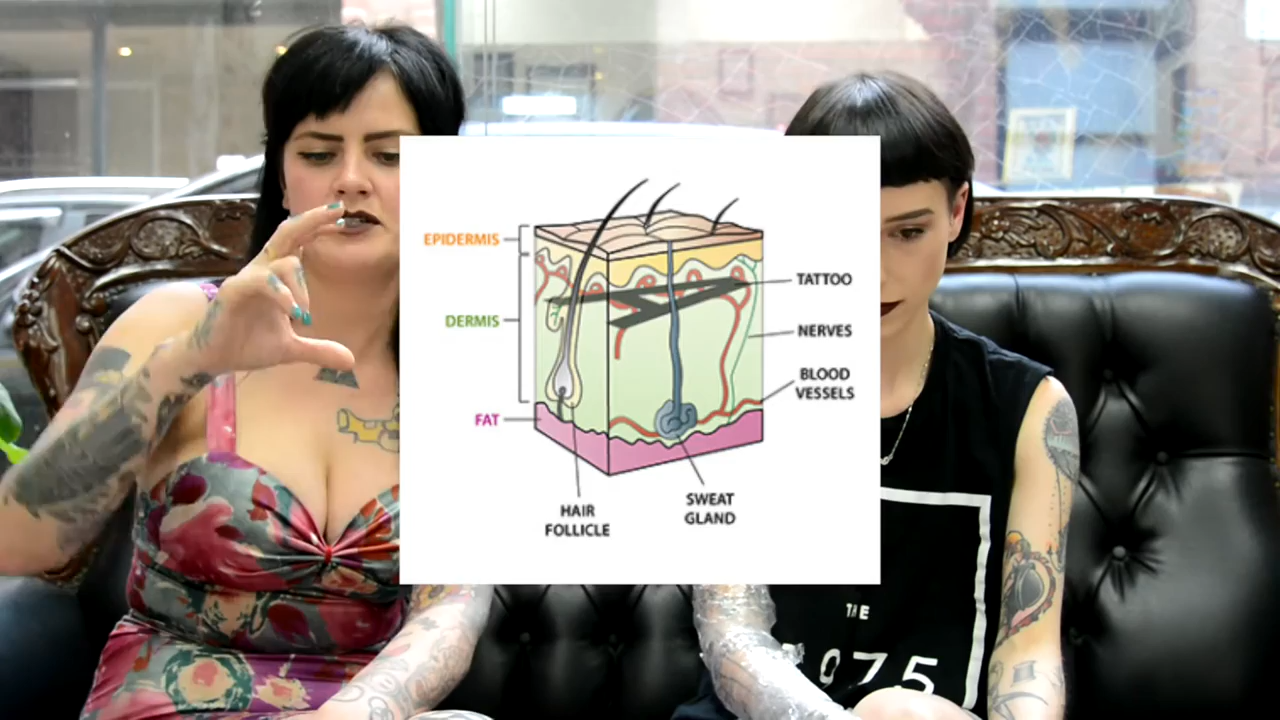 EPIDERMIS
DERMIS
FAT
TATTOO
NERVES
BLOOD
VESSELS
HAIR
FOLLICLE
SWEAT
GLAND
THE
075